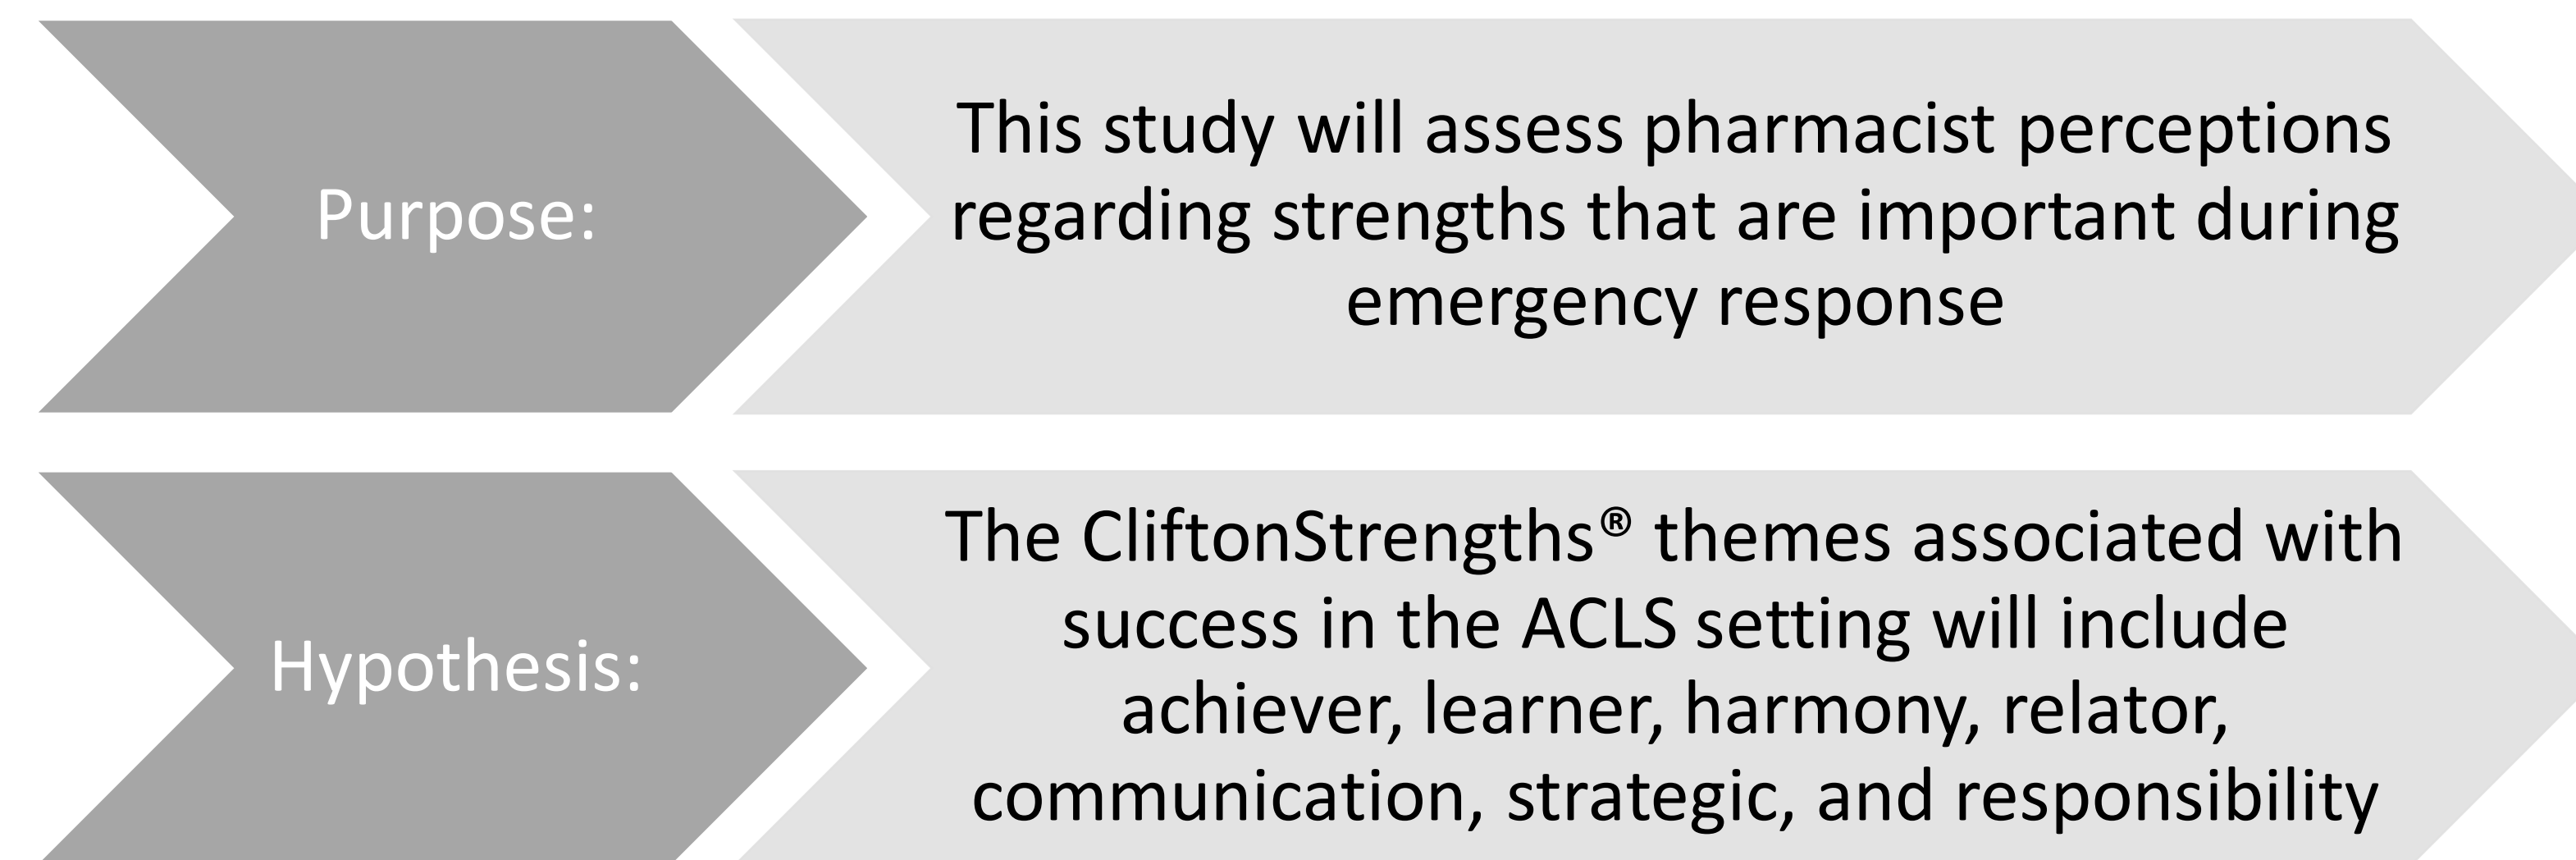 Purpose:
This study will assess pharmacist perceptions
regarding strengths that are important during
emergency response
Hypothesis:
The CliftonStrengths® themes associated with
success in the ACLS setting will include
achiever, learner, harmony, relator,
communication, strategic, and responsibility